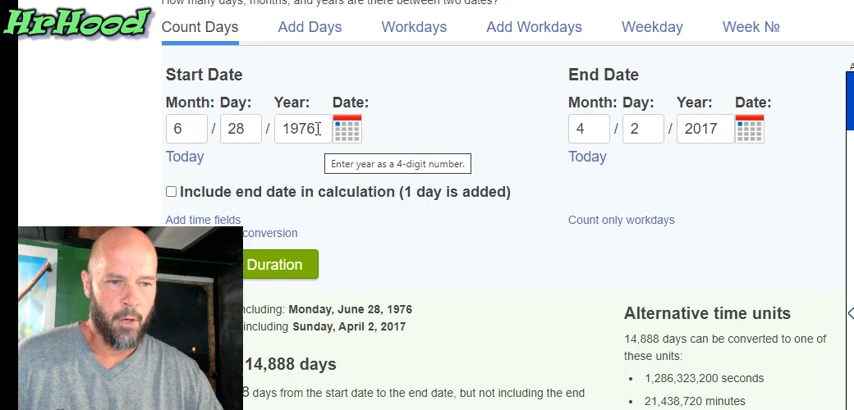 How many days, months, and years are there between two dates?
HrHood
Count Days Add Days Workdays Add Workdays Weekday Week №
Start Date
Month: Day: Year: Date:
6 / 28 / 1976
Today
Enter year as a 4-digit number.
Include end date in calculation (1 day is added)
Add time fields
conversion
Duration
End Date
Month: Day: Year: Date:
4 / 2 / 2017
Today
Count only workdays
cluding: Monday, June 28, 1976
including Sunday, April 2, 2017
14,888 days
8 days from the start date to the end date, but not including the end
Alternative time units
14,888 days can be converted to one of
these units:
• 1,286,323,200 seconds
• 21,438,720 minutes